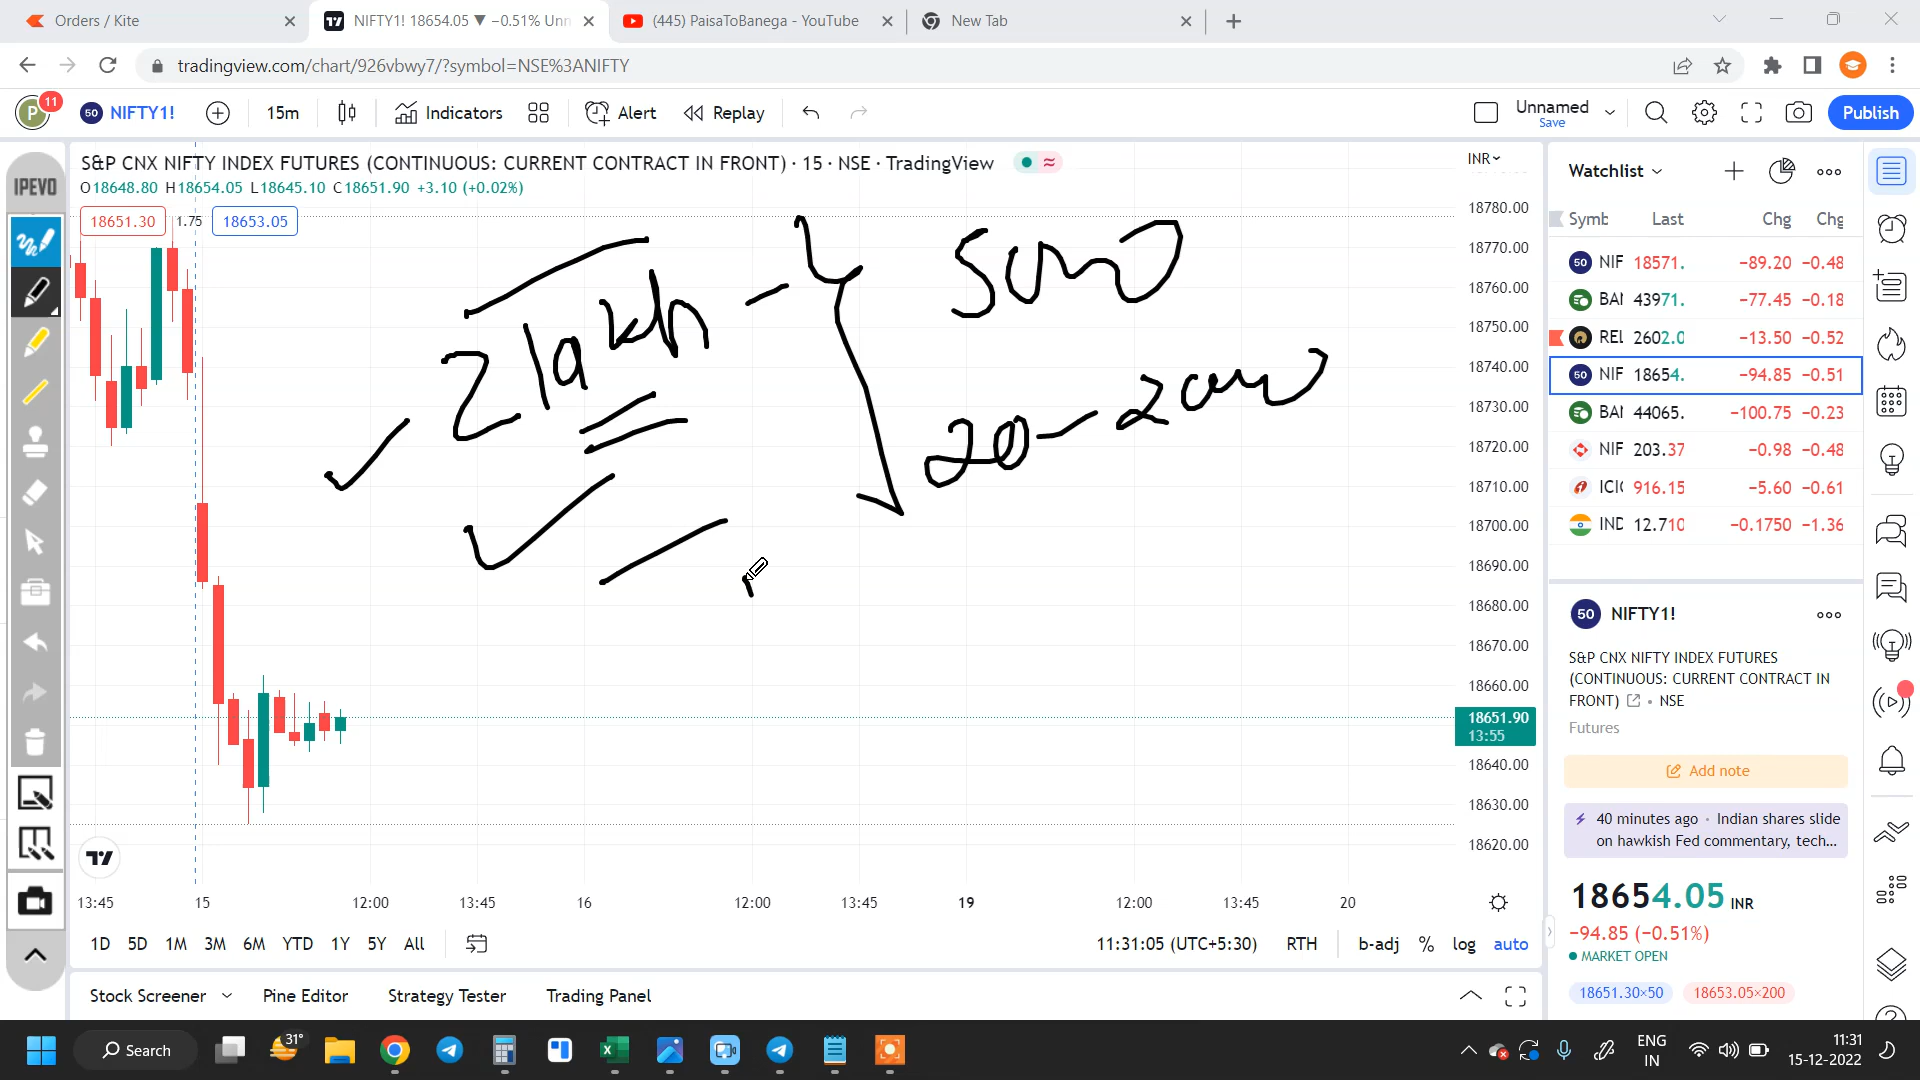 Orders / Kite
NIFTY1! 18654.05 ▼ −0.51% Unn
(445) PaisaToBanega - YouTube
New Tab
tradingview.com/chart/926vbwy7/?symbol=NSE%3ANIFTY
P 11 50 NIFTY1! 15m Indicators Alert Replay Unnamed Publish
Save
IPEVO
S&P CNX NIFTY INDEX FUTURES (CONTINUOUS: CURRENT CONTRACT IN FRONT) · 15 · NSE · TradingView
O18648.80 H18654.05 L18645.10 C18651.90 +3.10 (+0.02%)
18651.30 1.75 18653.05
2 lakh
20 -
INR
18780.00
18770.00
18760.00
18750.00
18740.00
18730.00
18720.00
18710.00
18700.00
18690.00
18680.00
18670.00
18660.00
18651.90
13:55
18640.00
18630.00
18620.00
13:45 15 12:00 13:45 16 12:00 13:45 19 12:00 13:45 20
1D 5D 1M 3M 6M YTD 1Y 5Y All 11:31:05 (UTC+5:30) RTH b-adj % log auto
Stock Screener Pine Editor Strategy Tester Trading Panel
Watchlist
Symb Last Chg Chg
50 NIF 18571. −89.20 −0.48
BAI 43971. −77.45 −0.18
REL 2602.0 −13.50 −0.52
50 NIF 18654. −94.85 −0.51
BAI 44065. −100.75 −0.23
NIF 203.37 −0.98 −0.48
ICI 916.15 −5.60 −0.61
IND 12.710 −0.1750 −1.36
50 NIFTY1!
S&P CNX NIFTY INDEX FUTURES
(CONTINUOUS: CURRENT CONTRACT IN
FRONT) • NSE
Futures
Add note
40 minutes ago · Indian shares slide
on hawkish Fed commentary, tech...
18654.05 INR
−94.85 (−0.51%)
MARKET OPEN
18651.30×50 18653.05×200
Search 31° ENG
IN
11:31
15-12-2022